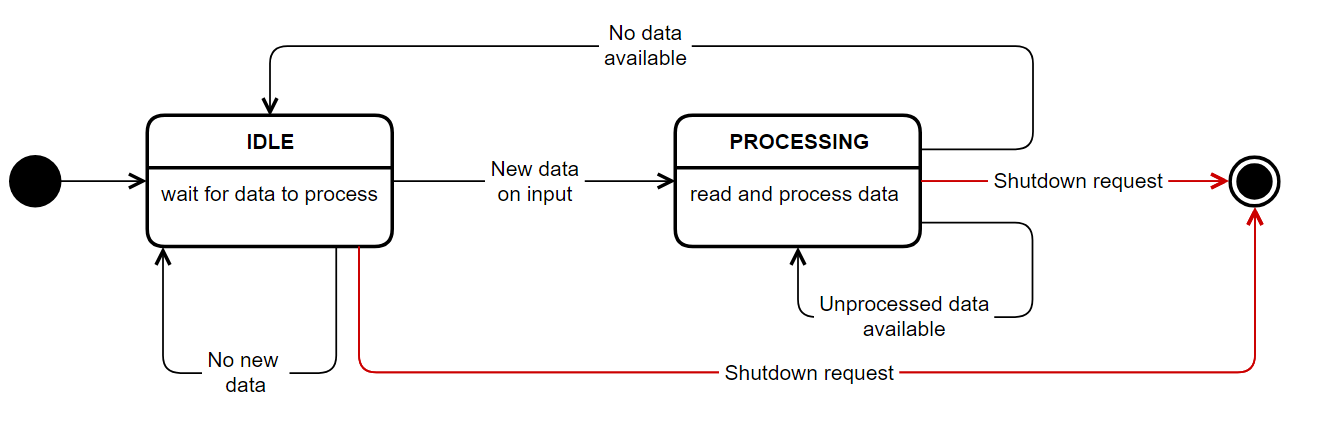 No data
available
IDLE
wait for data to process
New data
on input
PROCESSING
read and process data
Shutdown request
Unprocessed data
available
No new
data
Shutdown request